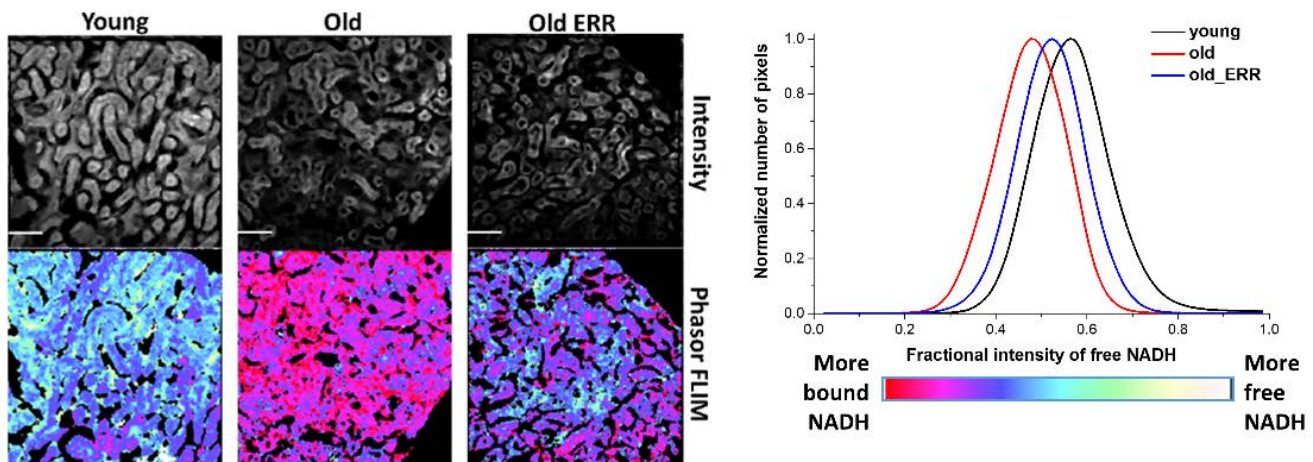 Young
Old
Old ERR
Intensity
Phasor FLIM
young
old
old_ERR
Normalized number of pixels
1.0
0.8
0.6
0.4
0.2
0.0
0.0 0.2 0.4 0.6 0.8 1.0
Fractional intensity of free NADH
More
bound
NADH
More
free
NADH